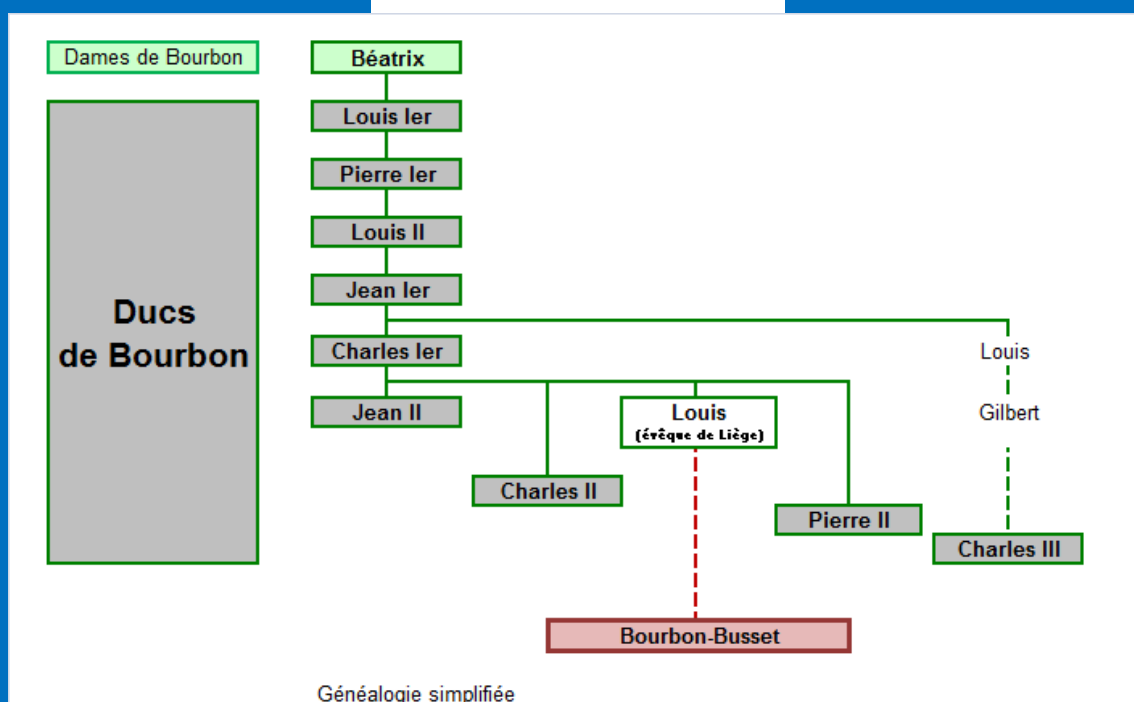 Dames de Bourbon
Béatrix
Louis Ier
Pierre Ier
Louis II
Jean Ier
Ducs
de Bourbon
Charles Ier
Louis
Jean II
Louis
(évêque de Liège)
Gilbert
Charles II
Pierre II
Charles III
Bourbon-Busset
Généalogie simplifiée